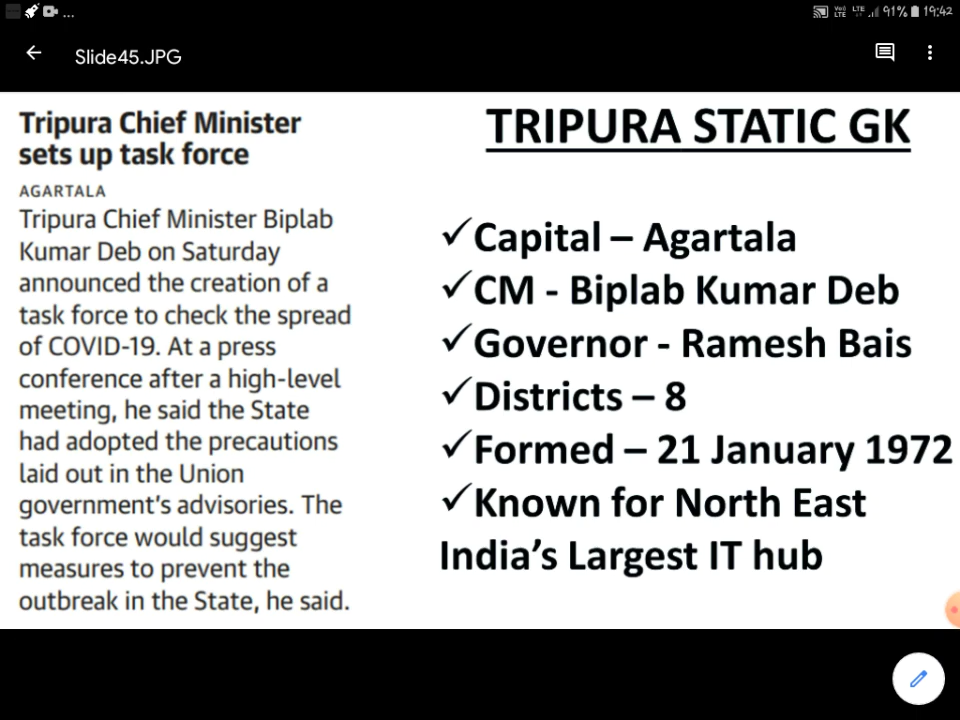 ... 91% 19:42
Slide45.JPG
Tripura Chief Minister
sets up task force
AGARTALA
Tripura Chief Minister Biplab
Kumar Deb on Saturday
announced the creation of a
task force to check the spread
of COVID-19. At a press
conference after a high-level
meeting, he said the State
had adopted the precautions
laid out in the Union
government's advisories. The
task force would suggest
measures to prevent the
outbreak in the State, he said.
TRIPURA STATIC GK
✓Capital – Agartala
✓CM - Biplab Kumar Deb
✓Governor - Ramesh Bais
✓Districts – 8
✓Formed – 21 January 1972
✓Known for North East
India’s Largest IT hub